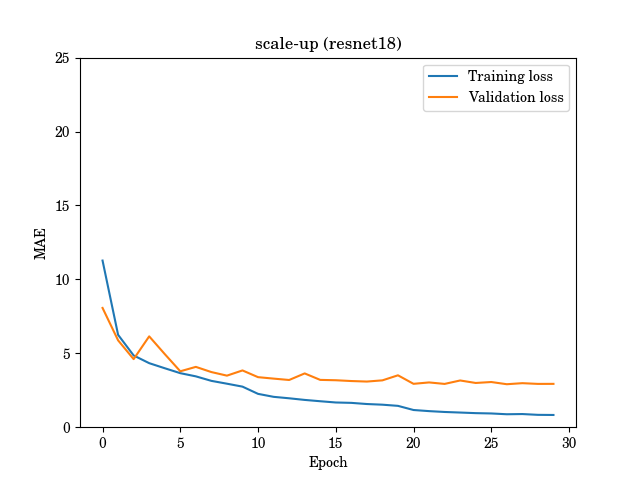 scale-up (resnet18)
25
20
15
10
5
0
MAE
Training loss
Validation loss
0 5 10 15 20 25 30
Epoch